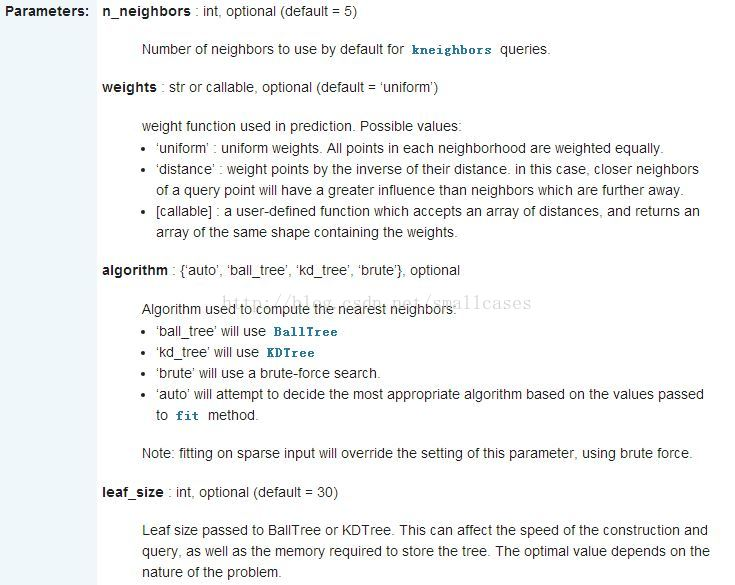 Parameters: n_neighbors : int, optional (default = 5)
Number of neighbors to use by default for kneighbors queries.
weights : str or callable, optional (default = ‘uniform’)
weight function used in prediction. Possible values:
• ‘uniform’ : uniform weights. All points in each neighborhood are weighted equally.
• ‘distance’ : weight points by the inverse of their distance. in this case, closer neighbors
of a query point will have a greater influence than neighbors which are further away.
• [callable] : a user-defined function which accepts an array of distances, and returns an
array of the same shape containing the weights.
algorithm : {‘auto’, ‘ball_tree’, ‘kd_tree’, ‘brute’}, optional
http://blog.csdn.net/smallcases
Algorithm used to compute the nearest neighbors:
• ‘ball_tree’ will use BallTree
• ‘kd_tree’ will use KDTree
• ‘brute’ will use a brute-force search.
• ‘auto’ will attempt to decide the most appropriate algorithm based on the values passed
to fit method.
Note: fitting on sparse input will override the setting of this parameter, using brute force.
leaf_size : int, optional (default = 30)
Leaf size passed to BallTree or KDTree. This can affect the speed of the construction and
query, as well as the memory required to store the tree. The optimal value depends on the
nature of the problem.